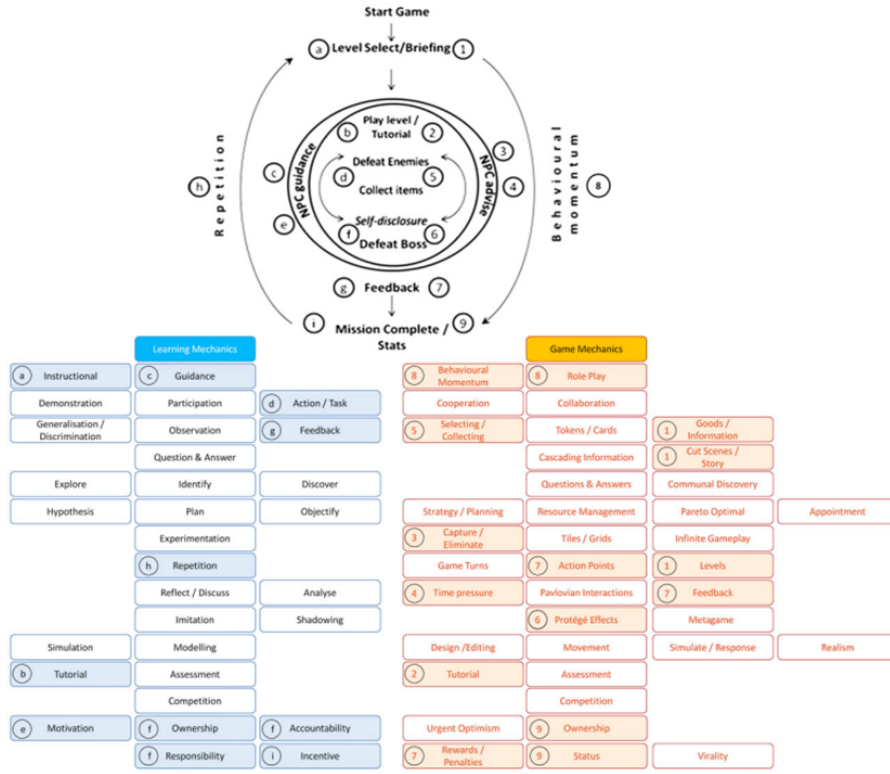 Start Game
a Level Select/Briefing 1
b Play level / 2
Tutorial
3
Defeat Enemies
d 5
Collect items
c NPC guidance
e
NPC advise
4
h Repetition
Behavioural
momentum
8
Self-disclosure
f 6
Defeat Boss
g Feedback 7
i Mission Complete / 9
Stats
Learning Mechanics
a Instructional
c Guidance
Demonstration
Participation
d Action / Task
Generalisation /
Discrimination
Observation
g Feedback
Question & Answer
Explore
Identify
Discover
Hypothesis
Plan
Objectify
Experimentation
h Repetition
Reflect / Discuss
Analyse
Imitation
Shadowing
Simulation
Modelling
b Tutorial
Assessment
Competition
e Motivation
f Ownership
f Accountability
f Responsibility
i Incentive
Game Mechanics
8 Behavioural
Momentum
8 Role Play
Cooperation
Collaboration
5 Selecting /
Collecting
Tokens / Cards
1 Goods /
Information
Cascading Information
1 Cut Scenes /
Story
Questions & Answers
Communal Discovery
Strategy / Planning
Resource Management
Pareto Optimal
Appointment
3 Capture /
Eliminate
Tiles / Grids
Infinite Gameplay
Game Turns
7 Action Points
1 Levels
4 Time pressure
Pavlovian Interactions
7 Feedback
6 Protégé Effects
Metagame
Design /Editing
Movement
Simulate / Response
Realism
2 Tutorial
Assessment
Competition
Urgent Optimism
9 Ownership
7 Rewards /
Penalties
9 Status
Virality